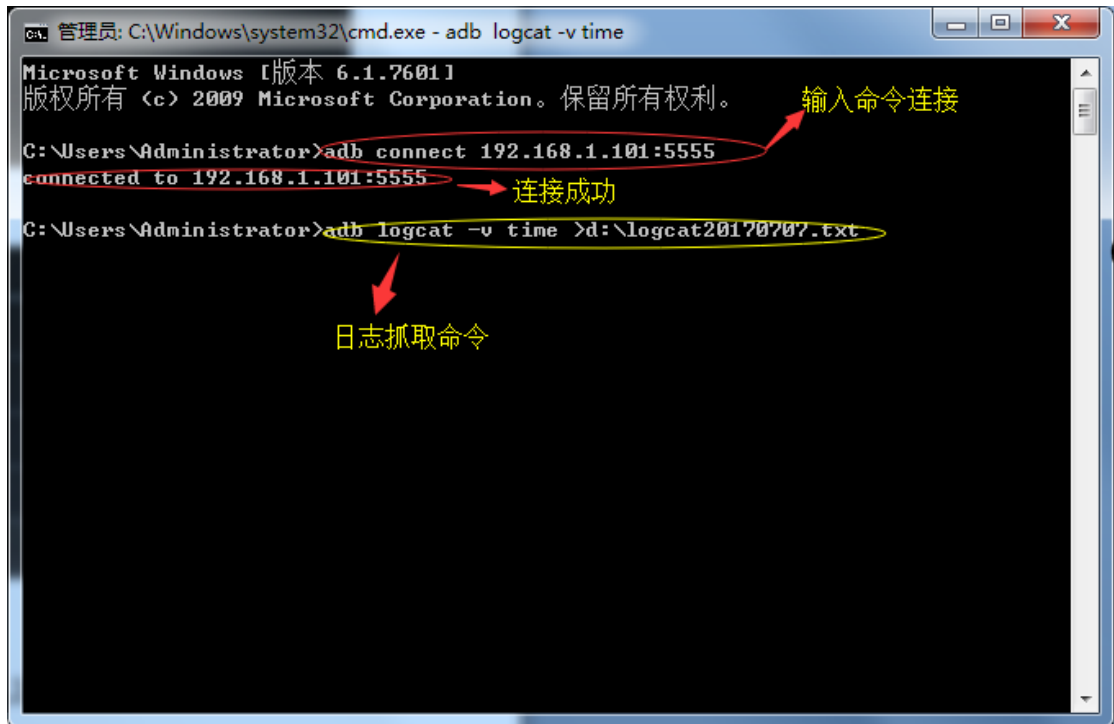 管理员: C:\Windows\system32\cmd.exe - adb  logcat -v time
Microsoft Windows [版本 6.1.7601]
版权所有 (c) 2009 Microsoft Corporation。保留所有权利。
输入命令连接
C:\Users\Administrator>adb connect 192.168.1.101:5555
connected to 192.168.1.101:5555
连接成功
C:\Users\Administrator>adb logcat -v time >d:\logcat20170707.txt
日志抓取命令